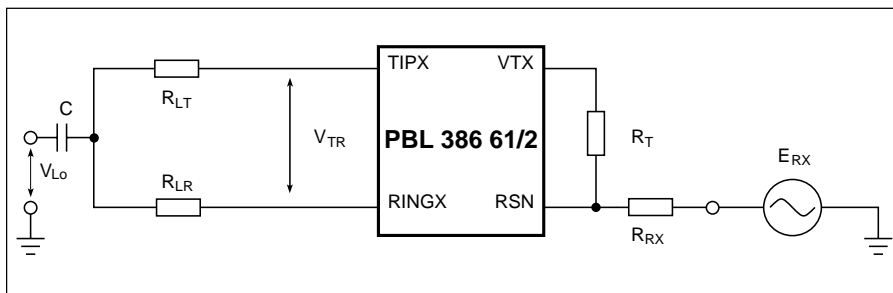 TIPX VTX
C
R_LT
V_TR
PBL 386 61/2
R_T
E_RX
V_Lo
R_LR
RINGX RSN
R_RX